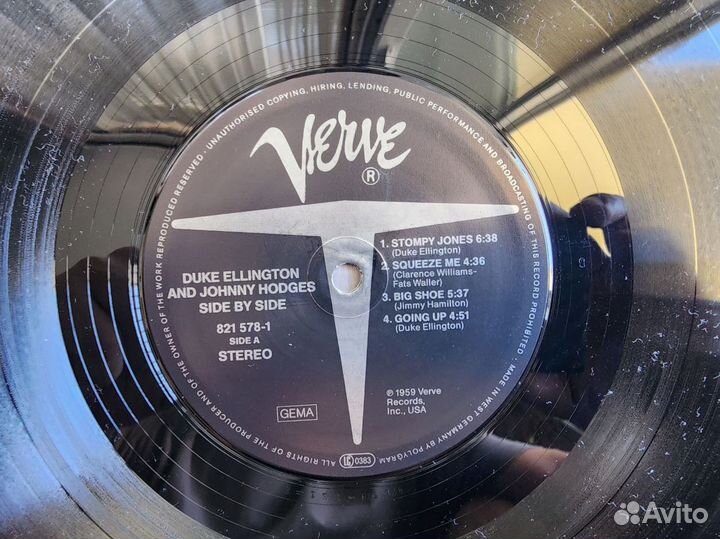 ALL RIGHTS OF THE PRODUCER AND OF THE OWNER OF THE WORK REPRODUCED RESERVED · UNAUTHORISED COPYING, HIRING, LENDING, PUBLIC PERFORMANCE AND BROADCASTING OF THIS RECORD PROHIBITED. · MADE IN WEST GERMANY BY POLYGRAM
Verve
®
DUKE ELLINGTON
AND JOHNNY HODGES
SIDE BY SIDE
821 578-1
SIDE A
STEREO
1. STOMPY JONES 6:38
(Duke Ellington)
2. SQUEEZE ME 4:36
(Clarence Williams-
Fats Waller)
3. BIG SHOE 5:37
(Jimmy Hamilton)
4. GOING UP 4:51
(Duke Ellington)
GEMA
℗ 1959 Verve
Records,
Inc., USA
LC 0383
Avito